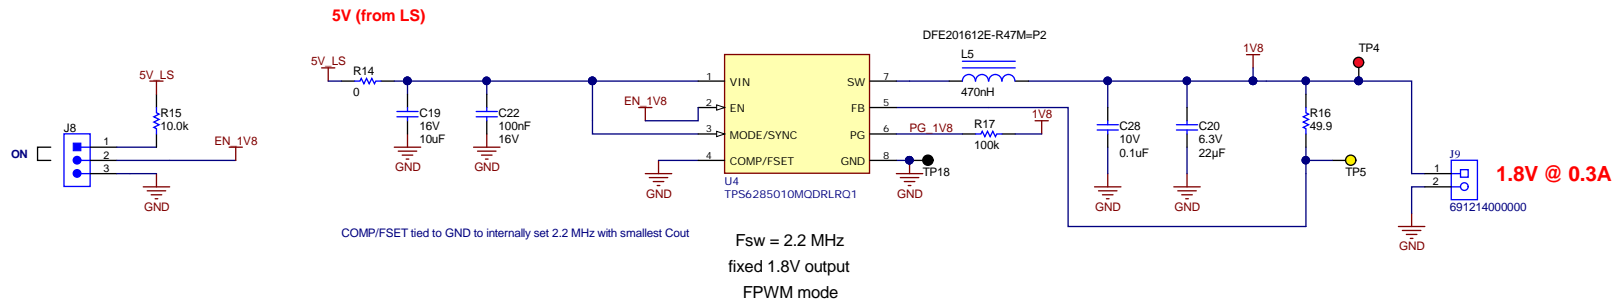 5V (from LS)
5V_LS
R15
10.0k
J8
ON
1
2
3
EN_1V8
GND
5V_LS
R14
0
C19
16V
10uF
GND
C22
100nF
16V
GND
EN_1V8
GND
1
2
3
4
VIN
EN
MODE/SYNC
COMP/FSET
SW
FB
PG
GND
7
5
6
8
U4
TPS6285010MQDRLRQ1
DFE201612E-R47M=P2
L5
470nH
PG_1V8
R17
100k
1V8
TP18
GND
C28
10V
0.1uF
GND
C20
6.3V
22µF
GND
1V8
R16
49.9
TP4
TP5
J9
1
2
691214000000
GND
1.8V @ 0.3A
COMP/FSET tied to GND to internally set 2.2 MHz with smallest Cout
Fsw = 2.2 MHz
fixed 1.8V output
FPWM mode